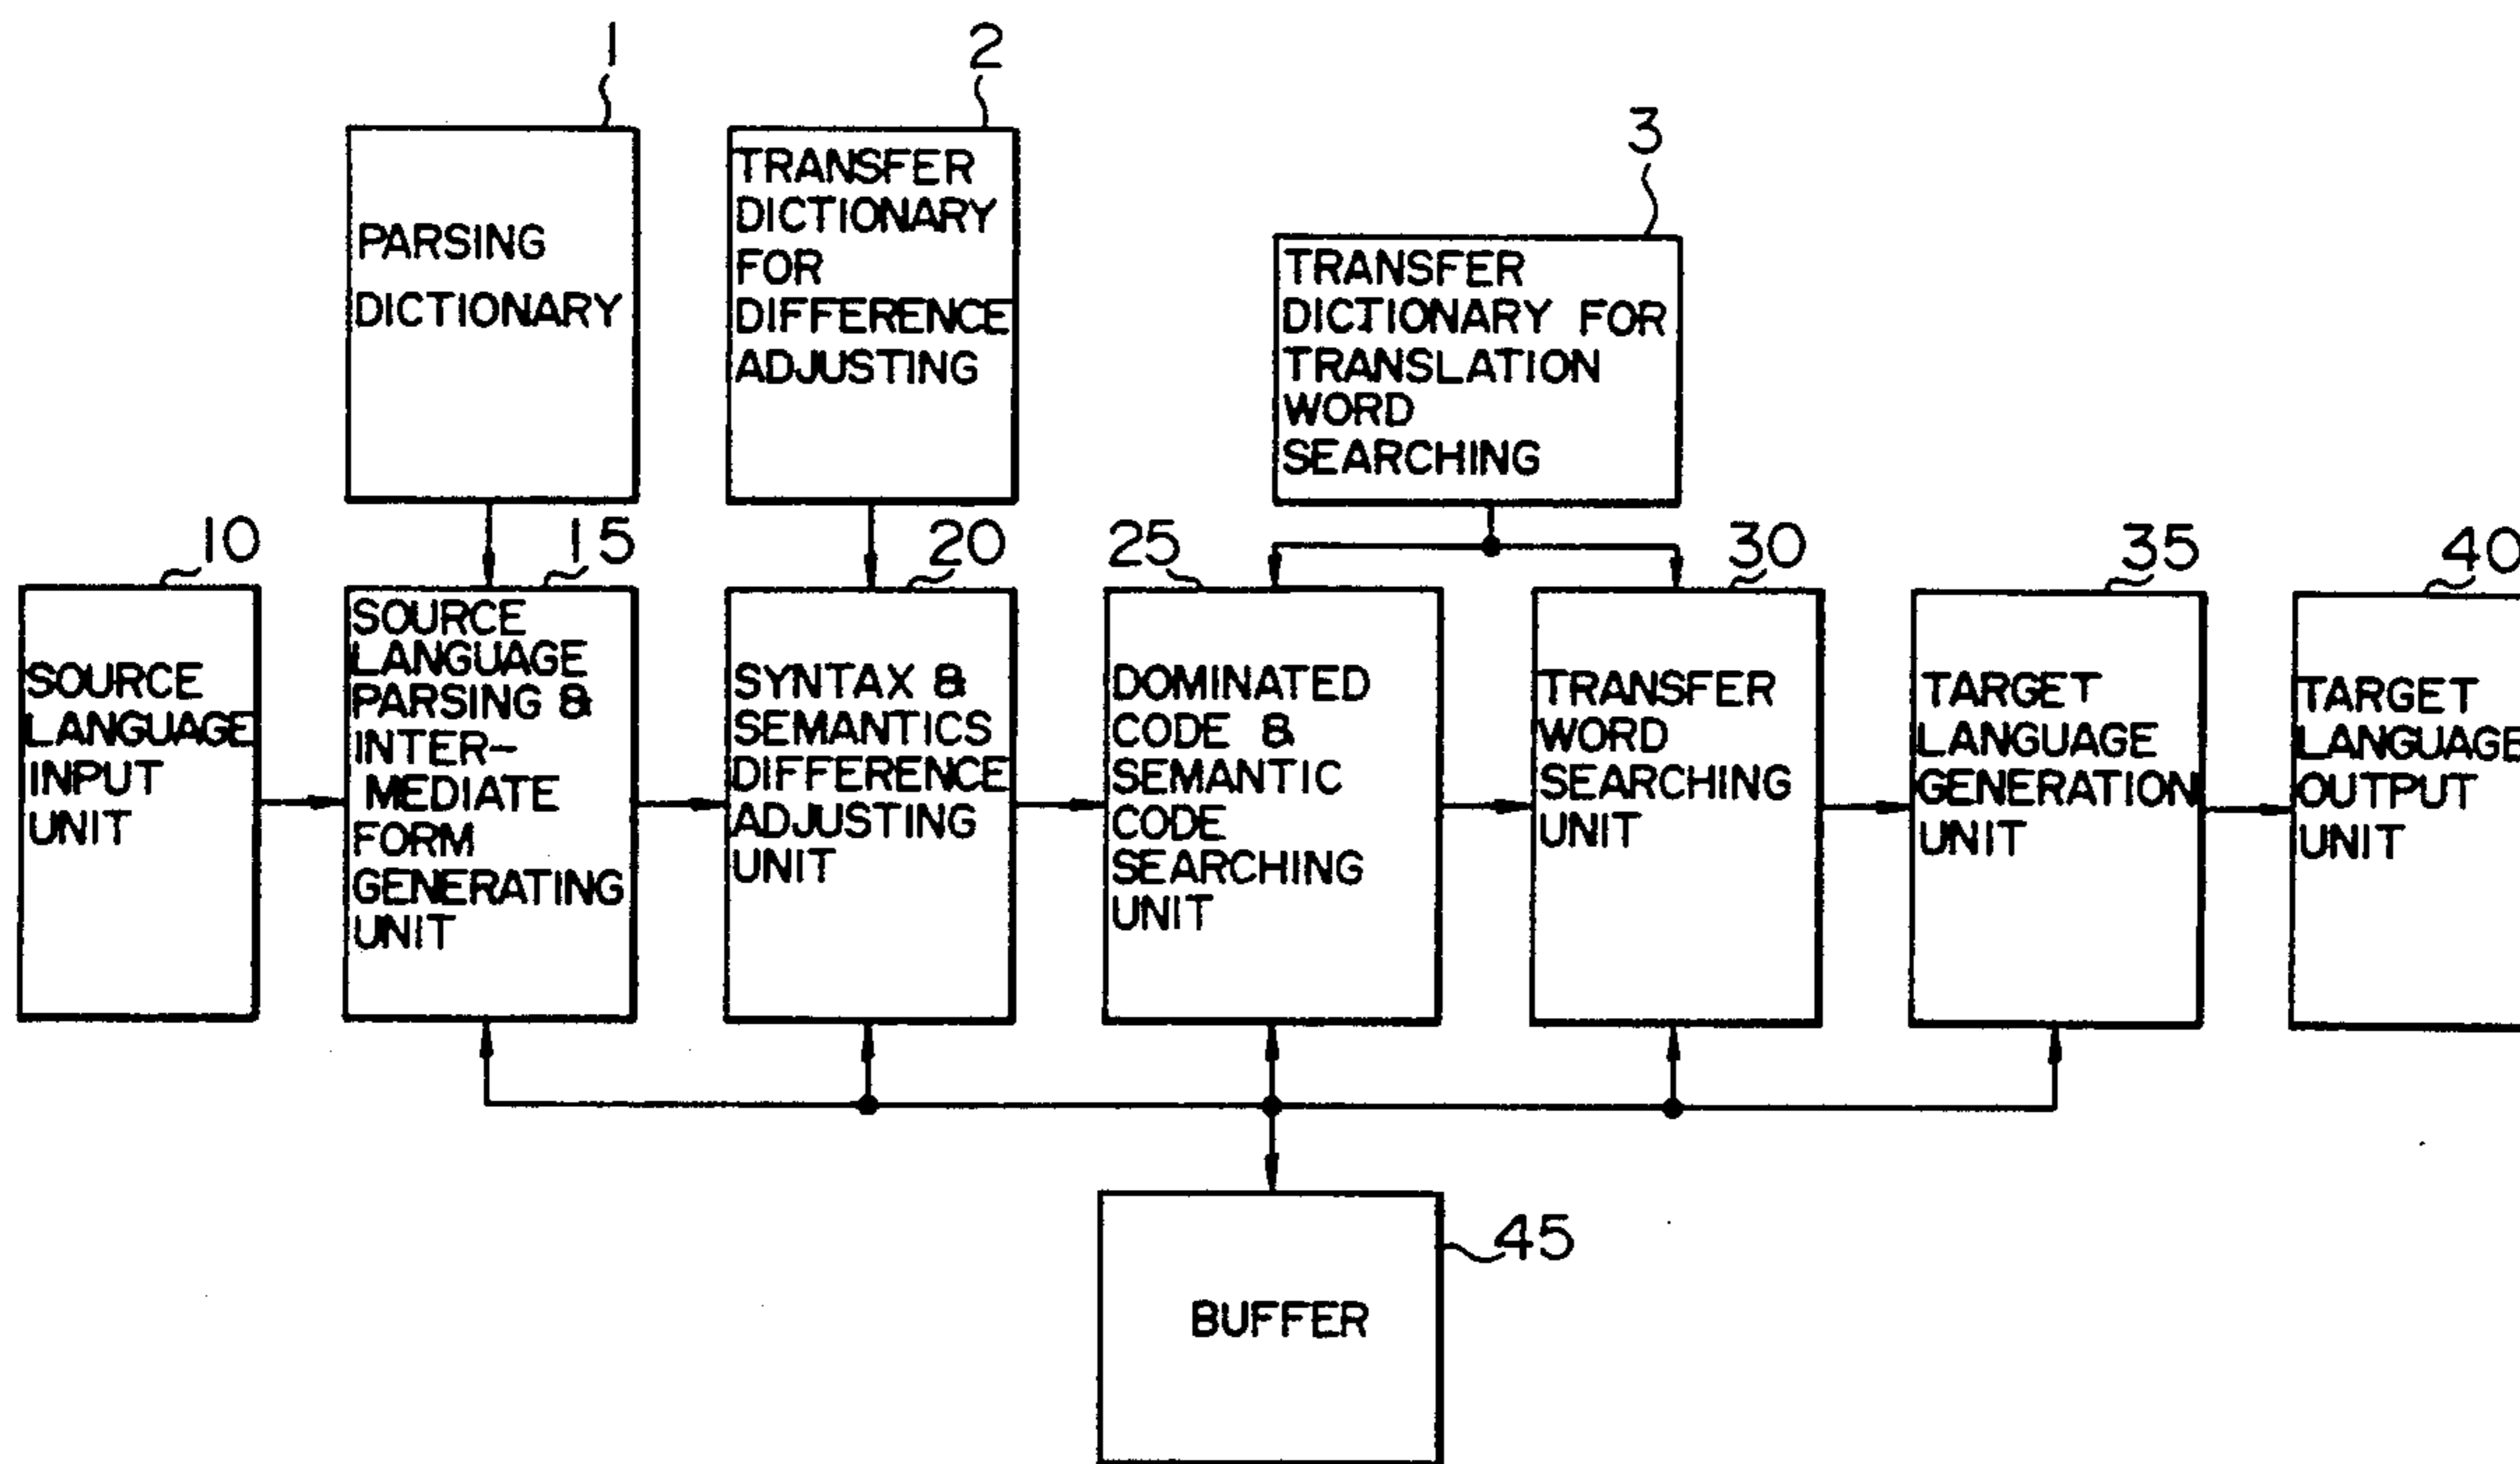 1
PARSING
DICTIONARY
2
TRANSFER
DICTIONARY
FOR
DIFFERENCE
ADJUSTING
3
TRANSFER
DICTIONARY FOR
TRANSLATION
WORD
SEARCHING
10
SOURCE
LANGUAGE
INPUT
UNIT
15
SOURCE
LANGUAGE
PARSING &
INTER-
MEDIATE
FORM
GENERATING
UNIT
20
SYNTAX &
SEMANTICS
DIFFERENCE
ADJUSTING
UNIT
25
DOMINATED
CODE &
SEMANTIC
CODE
SEARCHING
UNIT
30
TRANSFER
WORD
SEARCHING
UNIT
35
TARGET
LANGUAGE
GENERATION
UNIT
40
TARGET
LANGUAGE
OUTPUT
UNIT
45
BUFFER